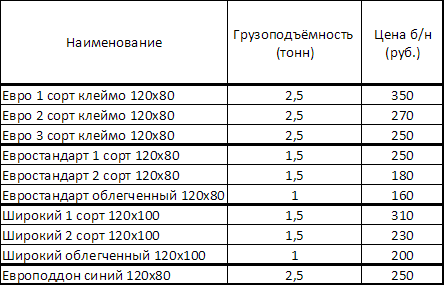 Наименование Грузоподъёмность (тонн) Цена б/н (руб.)
Евро 1 сорт клеймо 120х80 2,5 350
Евро 2 сорт клеймо 120х80 2,5 270
Евро 3 сорт клеймо 120х80 2,5 250
Евростандарт 1 сорт 120х80 1,5 250
Евростандарт 2 сорт 120х80 1,5 180
Евростандарт облегченный 120х80 1 160
Широкий 1 сорт 120х100 1,5 310
Широкий 2 сорт 120х100 1,5 230
Широкий облегченный 120х100 1 200
Европоддон синий 120х80 2,5 250